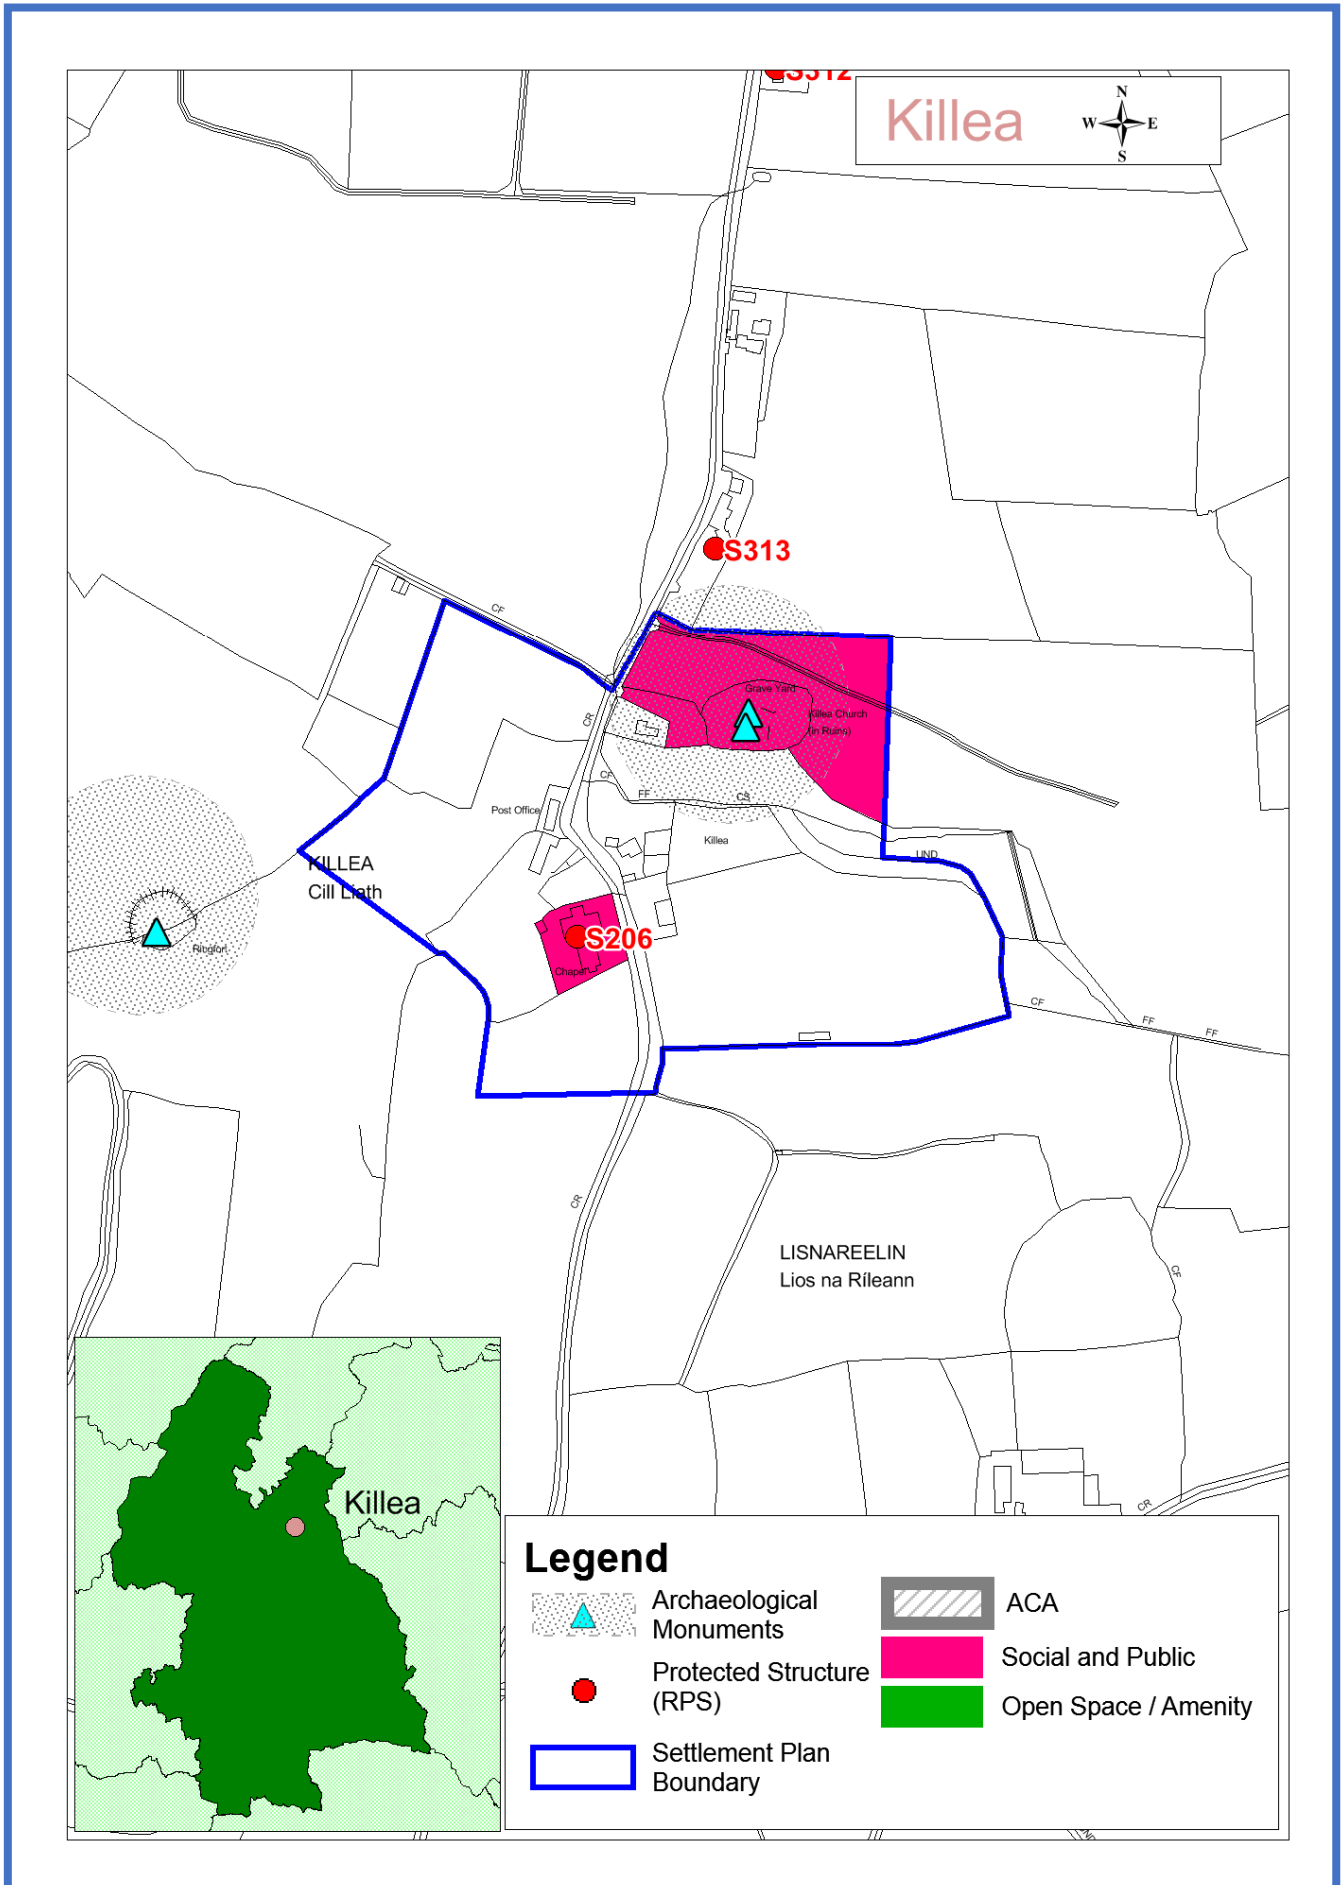 S312
Killea
N
W E
S
S313
CF
Grave Yard
Killea Church
(in Ruins)
CR
CF
FF
CS
Post Office
Killea
UND
KILLEA
Cill Liath
Ringfort
S206
Chapel
CF
FF
FF
CR
LISNAREELIN
Lios na Ríleann
CF
Killea
CR
Legend
Archaeological
Monuments
ACA
Social and Public
Protected Structure
(RPS)
Open Space / Amenity
Settlement Plan
Boundary